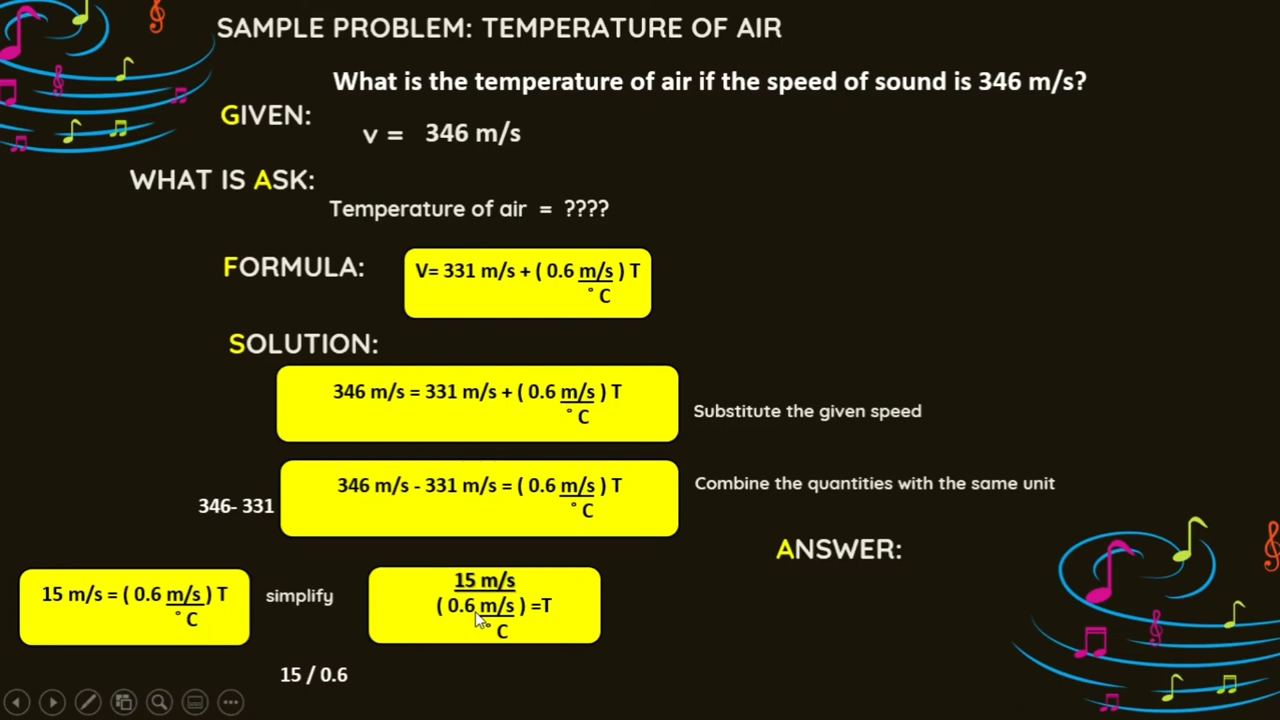 SAMPLE PROBLEM: TEMPERATURE OF AIR
What is the temperature of air if the speed of sound is 346 m/s?
GIVEN:
v = 346 m/s
WHAT IS ASK:
Temperature of air = ????
FORMULA:
V= 331 m/s + ( 0.6 m/s ) T
° C
SOLUTION:
346 m/s = 331 m/s + ( 0.6 m/s ) T
° C
Substitute the given speed
346- 331
346 m/s - 331 m/s = ( 0.6 m/s ) T
° C
Combine the quantities with the same unit
ANSWER:
15 m/s = ( 0.6 m/s ) T
° C
simplify
15 m/s
( 0.6 m/s ) =T
° C
15 / 0.6